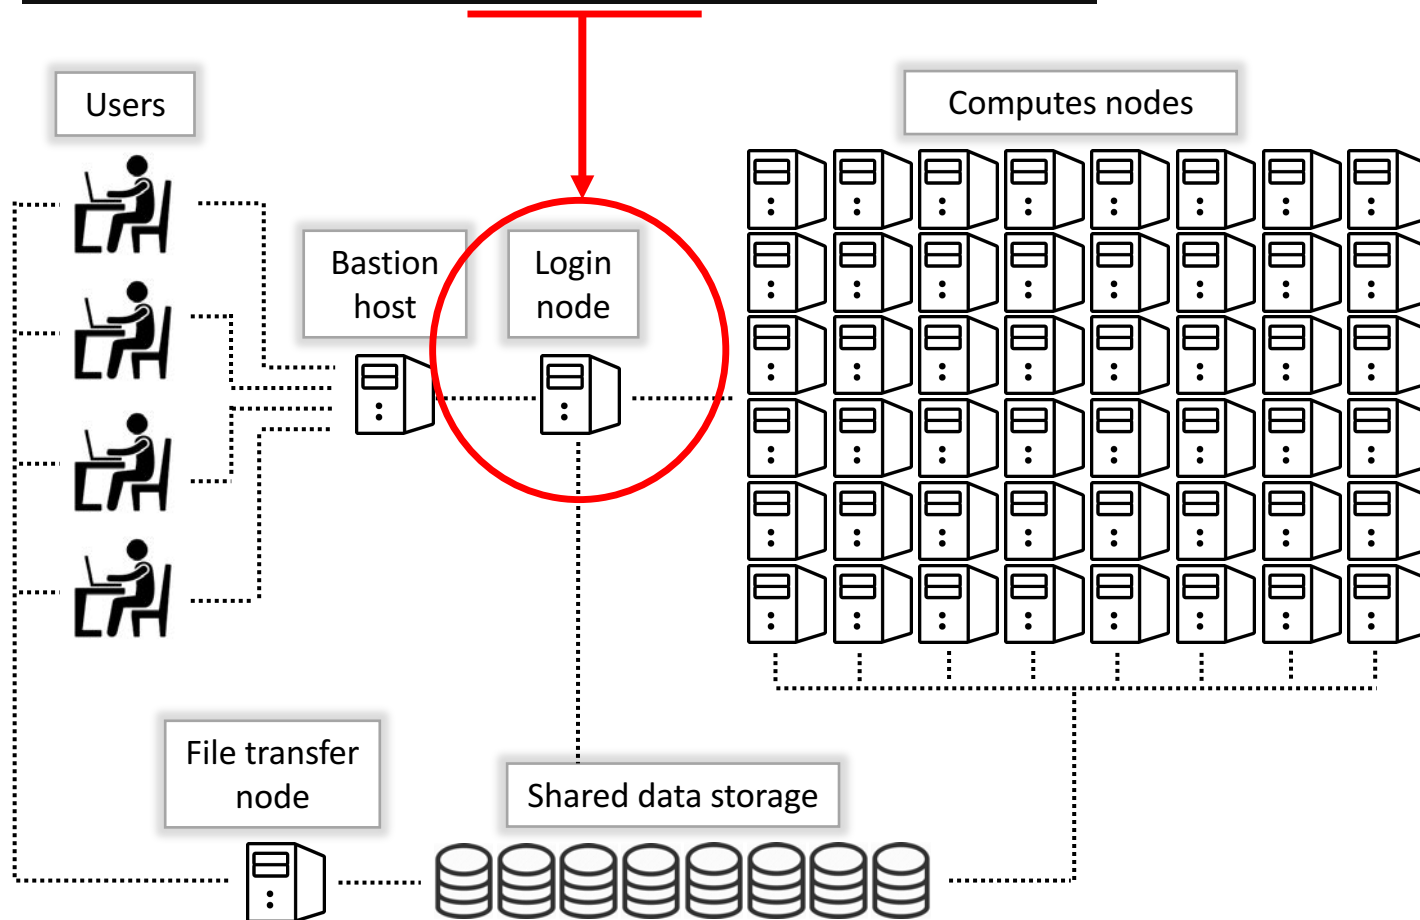 Users
Computes nodes
Bastion
host
Login
node
File transfer
node
Shared data storage